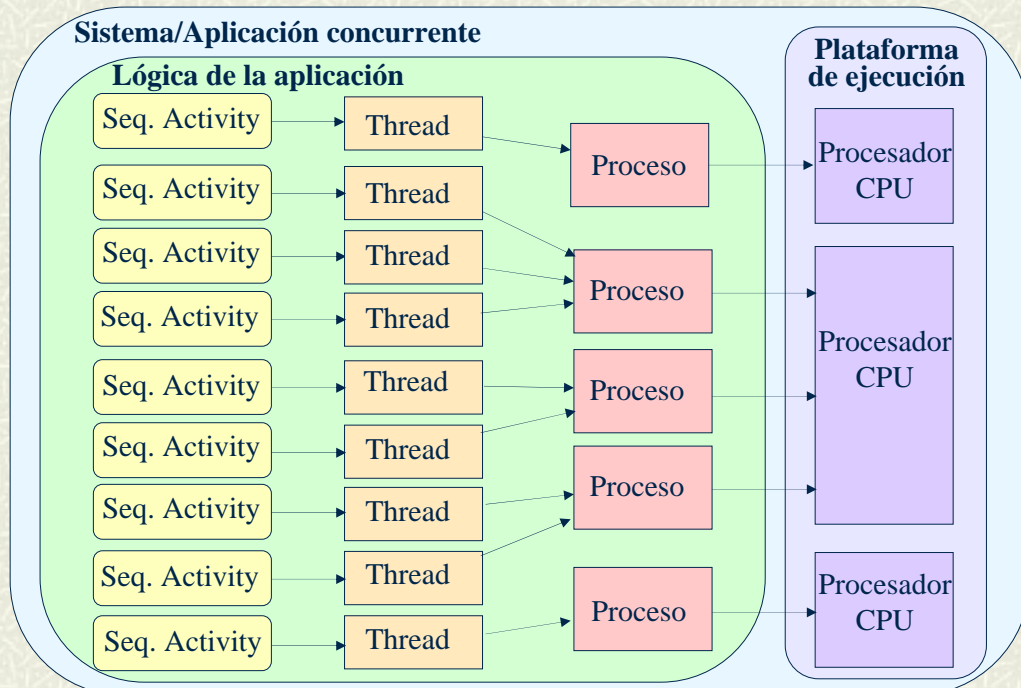 Sistema/Aplicación concurrente
Lógica de la aplicación
Plataforma
de ejecución
Seq. Activity
Thread
Seq. Activity
Thread
Seq. Activity
Thread
Seq. Activity
Thread
Seq. Activity
Thread
Seq. Activity
Thread
Seq. Activity
Thread
Seq. Activity
Thread
Seq. Activity
Thread
Proceso
Proceso
Proceso
Proceso
Proceso
Procesador
CPU
Procesador
CPU
Procesador
CPU